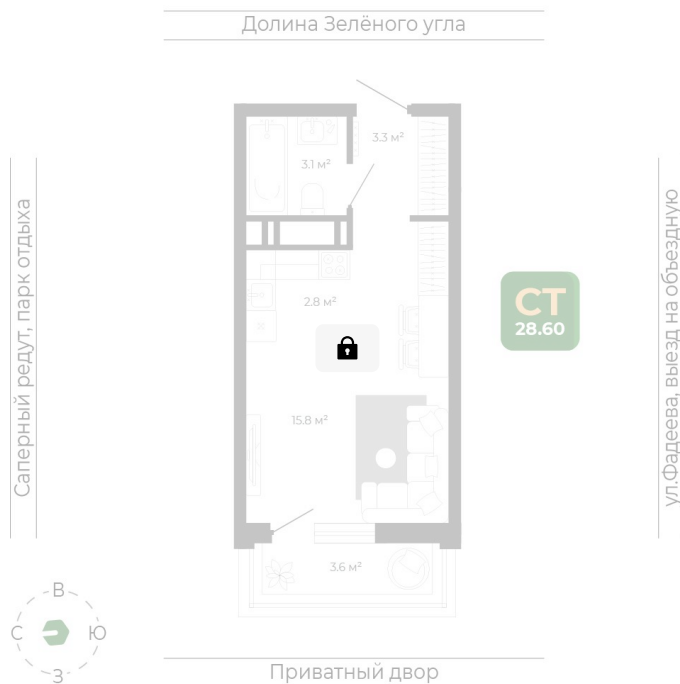 Долина Зелёного угла
3.3 м²
3.1 м²
Саперный редут, парк отдыха
ул.Фадеева, выезд на объездную
СТ
28.60
2.8 м²
15.8 м²
3.6 м²
В
С
Ю
З
Приватный двор